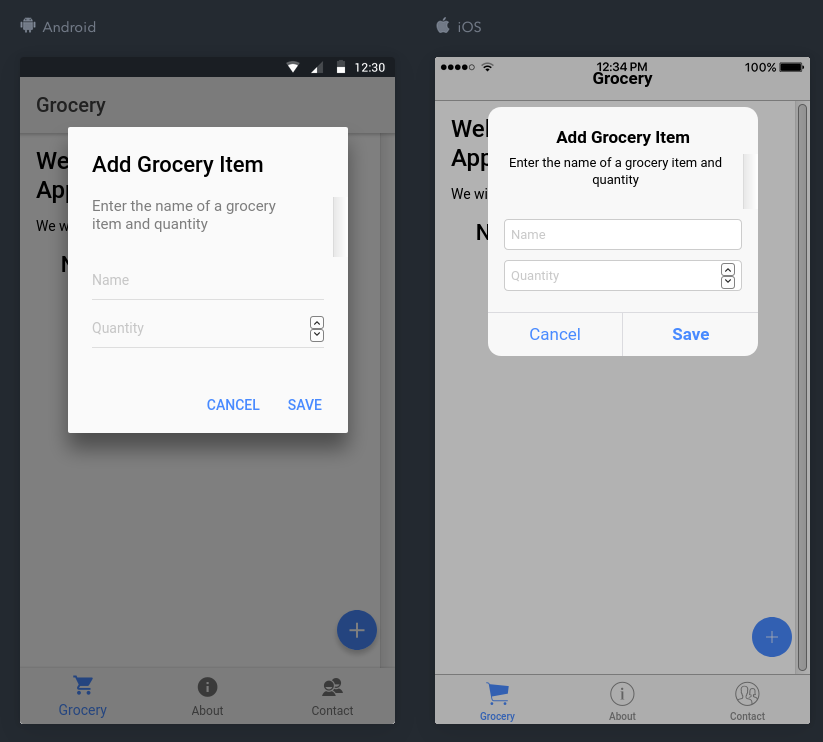 Android
12:30
Grocery
We
App
We w
N
Add Grocery Item
Enter the name of a grocery
item and quantity
Name
Quantity
CANCEL SAVE
Grocery About Contact
iOS
12:34 PM 100%
Grocery
Wel
App
We wi
N
Add Grocery Item
Enter the name of a grocery item and
quantity
Name
Quantity
Cancel Save
Grocery About Contact